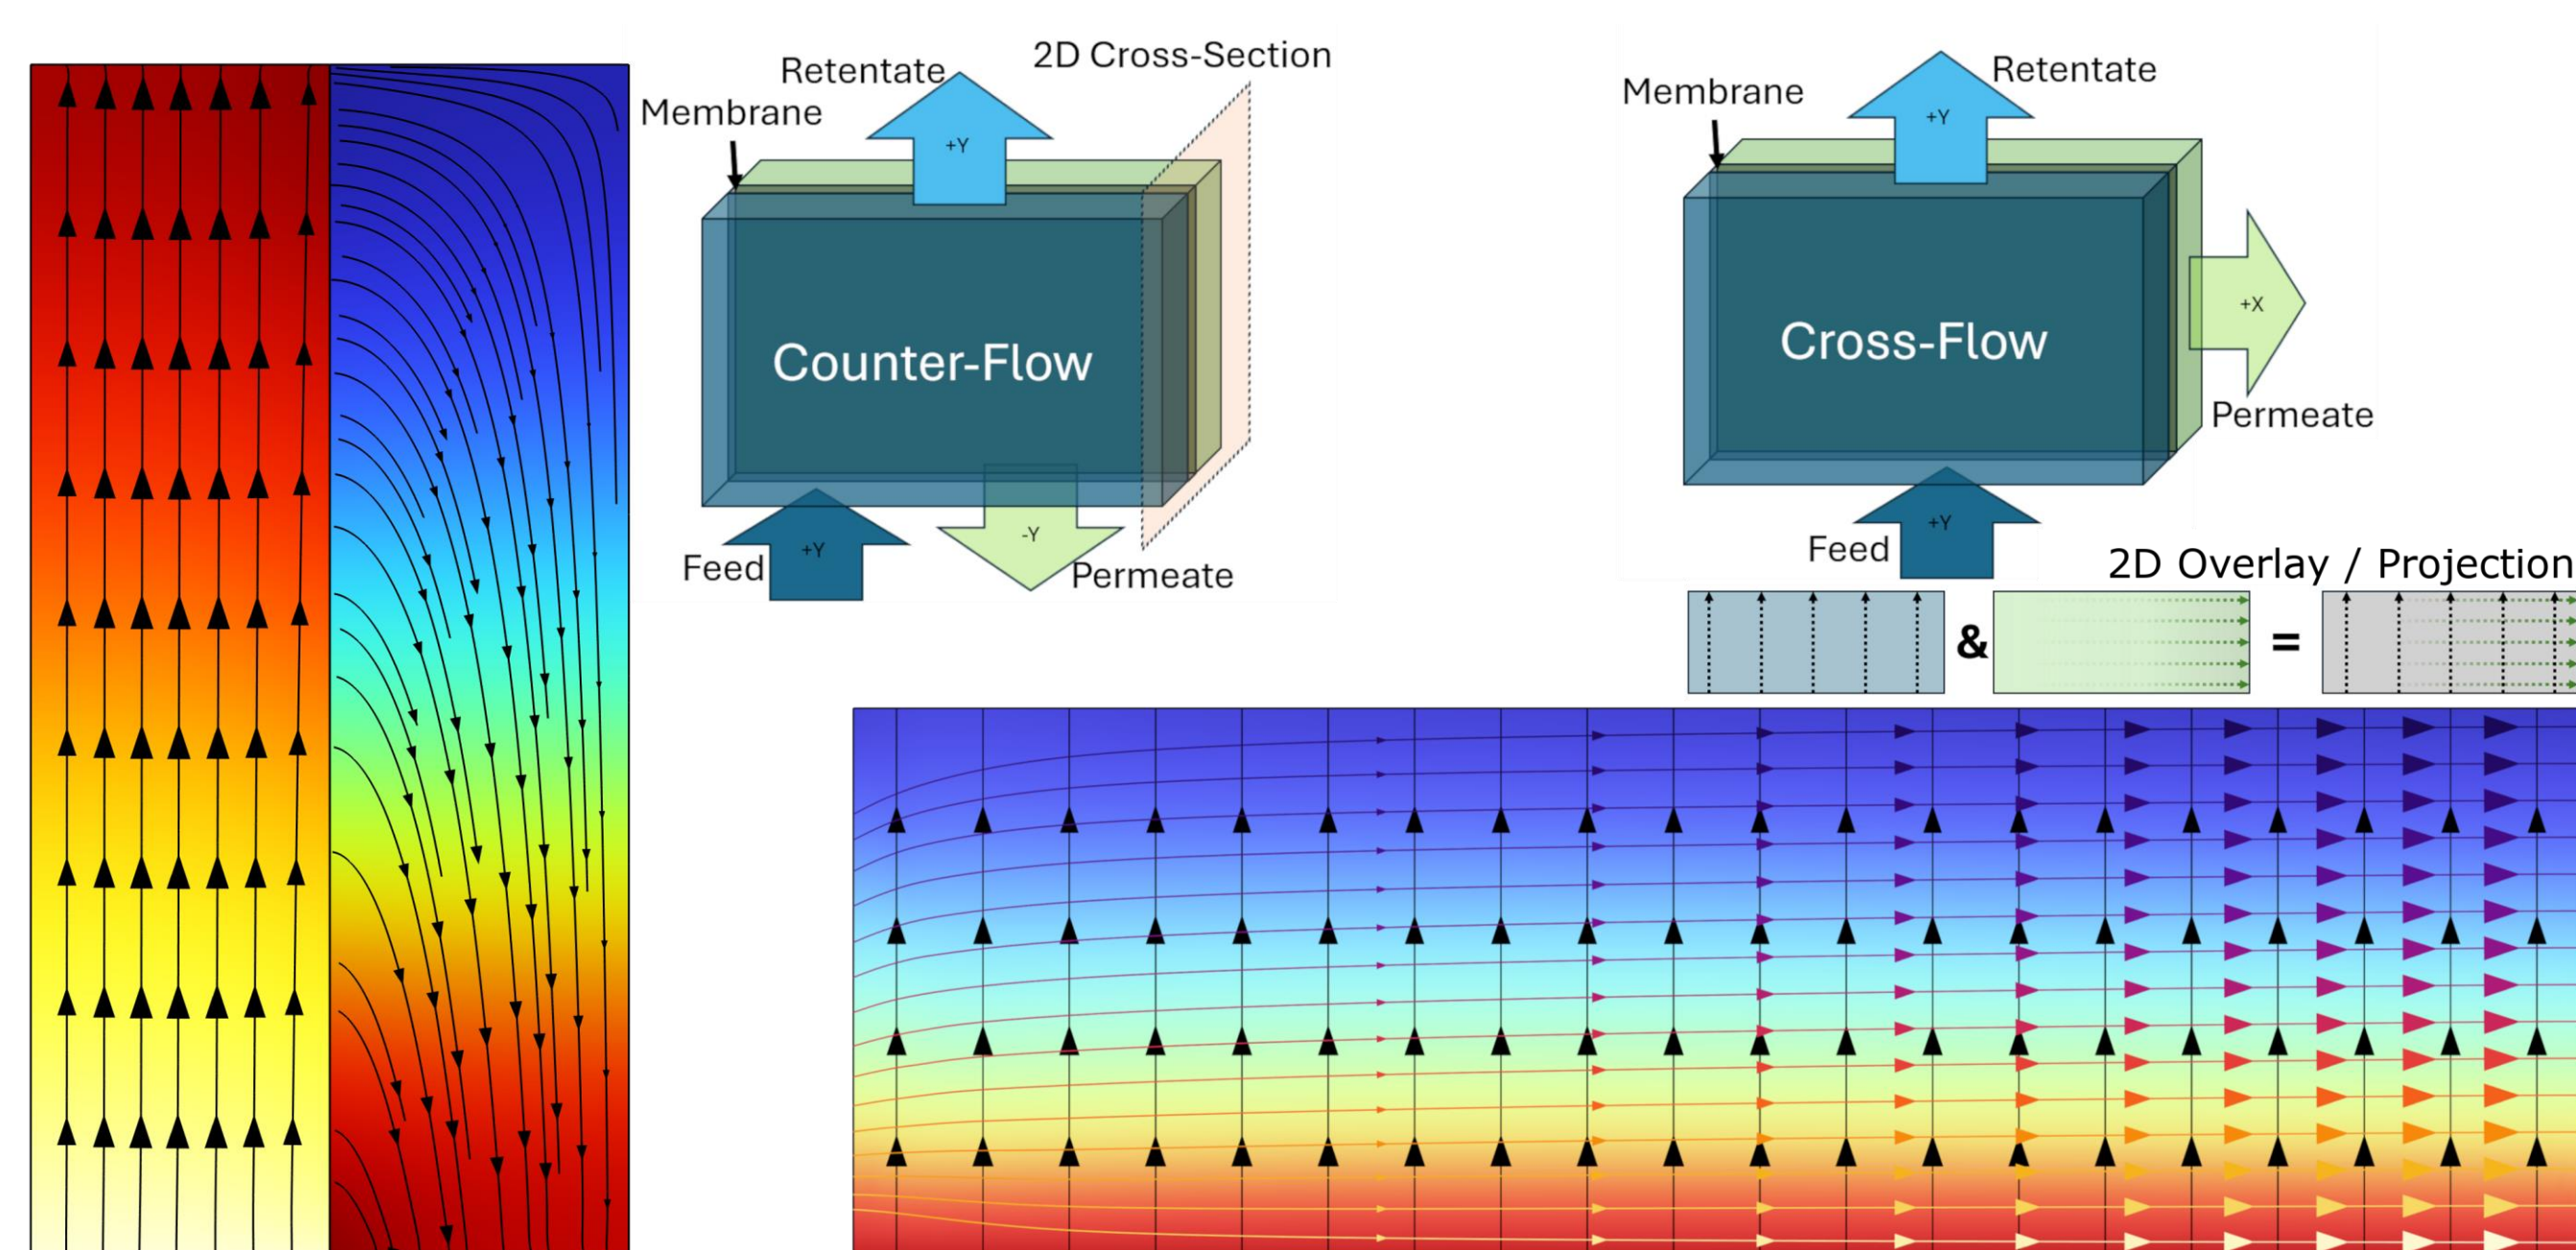 Retentate
2D Cross-Section
Membrane
+Y
Counter-Flow
+Y
-Y
Feed
Permeate
Retentate
Membrane
+Y
+X
Cross-Flow
Permeate
+Y
Feed
2D Overlay / Projection
&
=